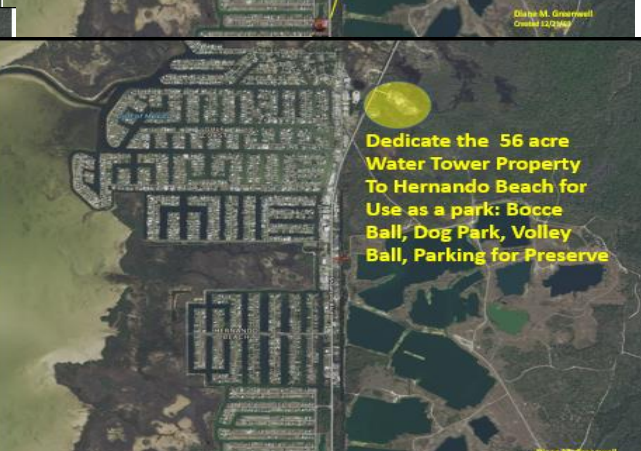 Diane M. Greenwell
Dedicate the 56 acre
Water Tower Property
To Hernando Beach for
Use as a park: Bocce
Ball, Dog Park, Volley
Ball, Parking for Preserve
HERNANDO
BEACH